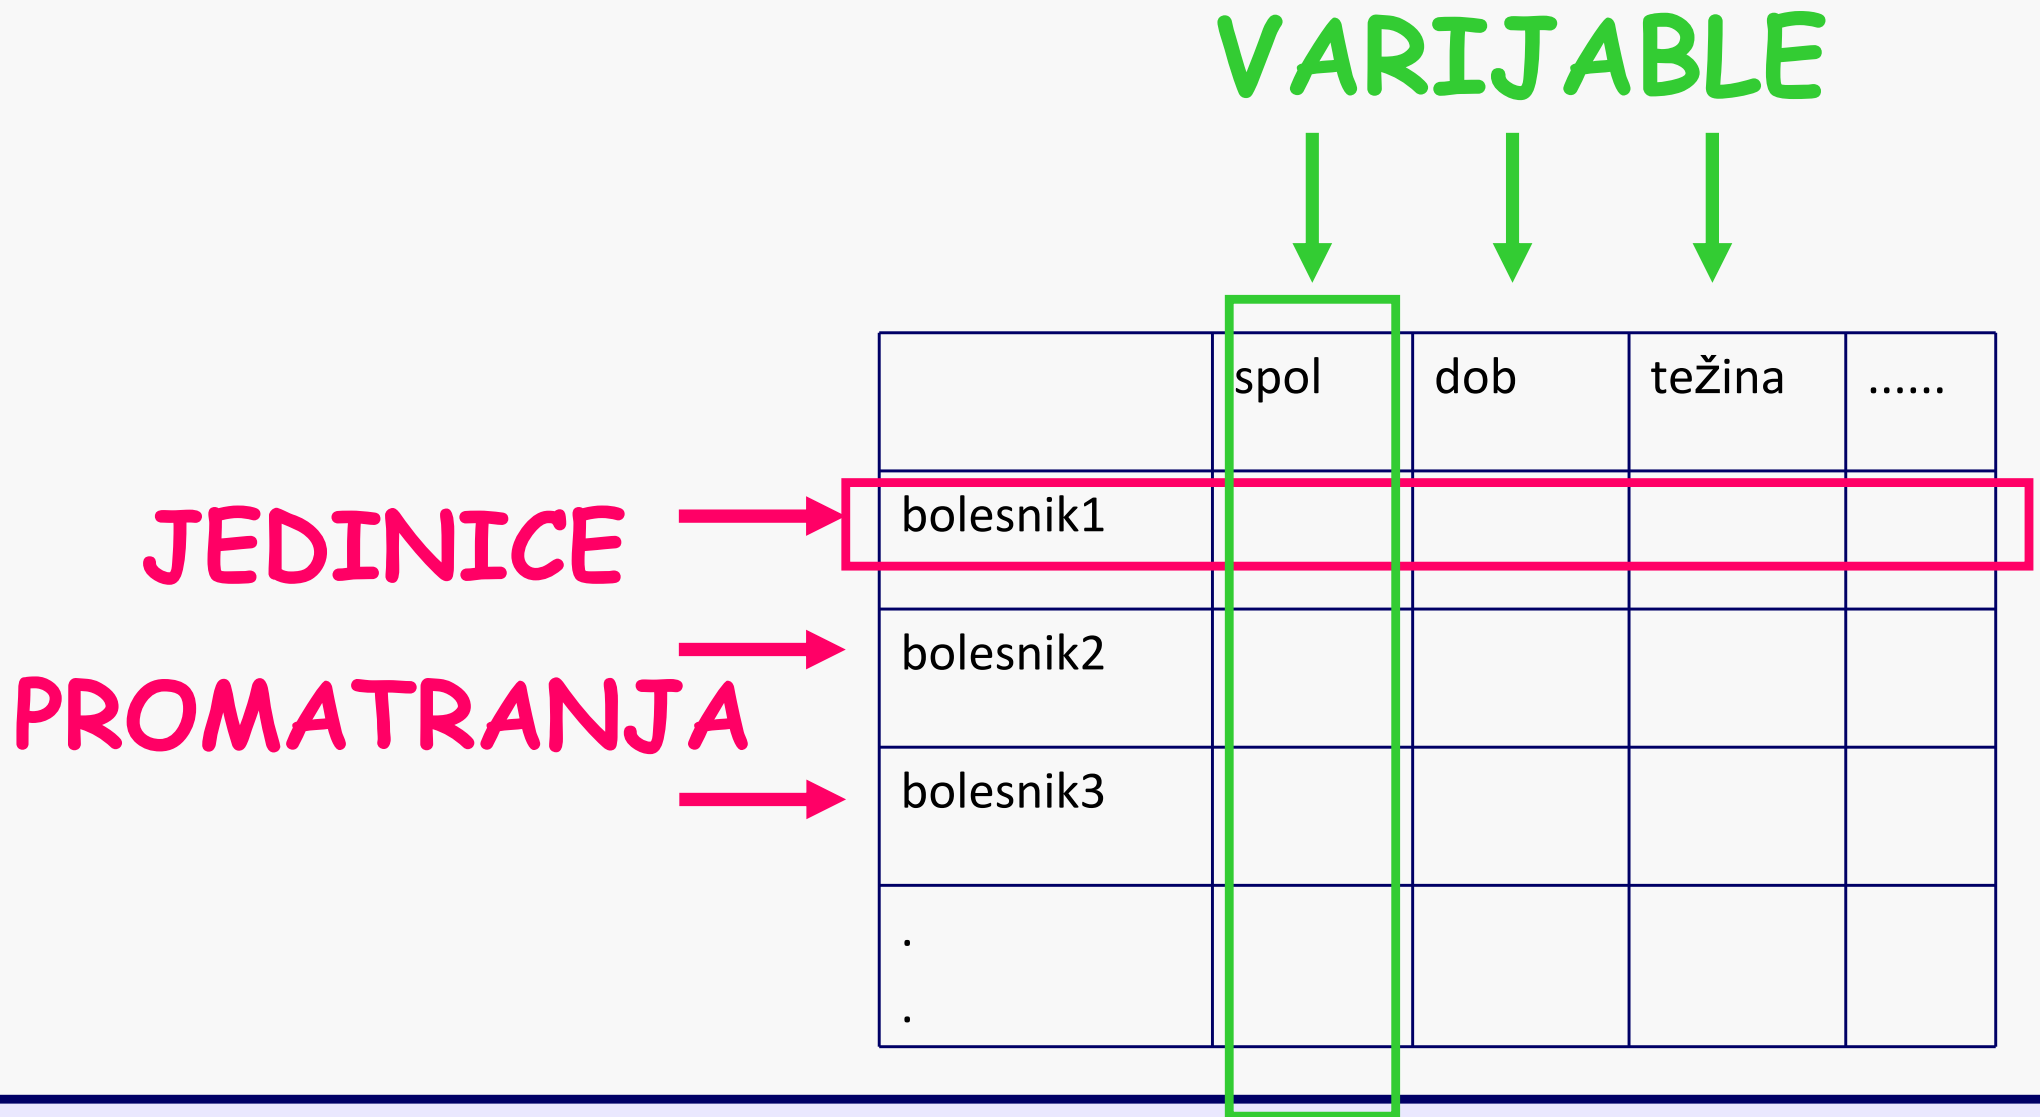 VARIJABLE
spol dob težina ......
JEDINICE
PROMATRANJA
bolesnik1
bolesnik2
bolesnik3
.
.